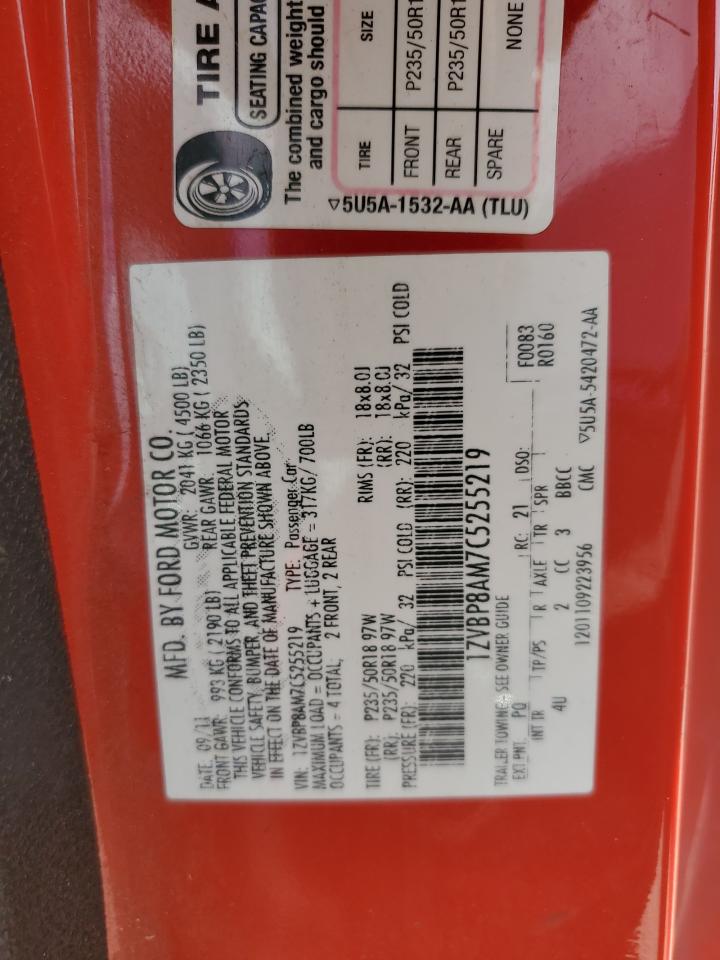 TIRE A
SEATING CAPAC
The combined weight
and cargo should
TIRE SIZE
FRONT P235/50R1
REAR P235/50R1
SPARE NONE
▽5U5A-1532-AA (TLU)
MFD. BY FORD MOTOR CO.
DATE: 09/11 GVWR: 2041 KG ( 4500 LB)
FRONT GAWR: 993 KG ( 2190 LB) REAR GAWR: 1066 KG ( 2350 LB)
THIS VEHICLE CONFORMS TO ALL APPLICABLE FEDERAL MOTOR
VEHICLE SAFETY, BUMPER, AND THEFT PREVENTION STANDARDS
IN EFFECT ON THE DATE OF MANUFACTURE SHOWN ABOVE.
VIN: 1ZVBP8AM7C5255219 TYPE: Passenger Car
MAXIMUM LOAD = OCCUPANTS + LUGGAGE = 317KG/ 700LB
OCCUPANTS = 4 TOTAL, 2 FRONT, 2 REAR
TIRE (FR): P235/50R18 97W RIMS (FR): 18x8.0J
(RR): P235/50R18 97W (RR): 18x8.0J
PRESSURE (FR): 220 kPa/ 32 PSI COLD (RR): 220 kPa/ 32 PSI COLD
1ZVBP8AM7C5255219
TRAILER TOWING - SEE OWNER GUIDE
EXT PNT: PQ RC: 21 DSO: F0083
INT TR TP/PS R AXLE TR SPR R0160
4U 2 CC 3 BBCC
1201109223956 CMC ▽5U5A-5420472-AA